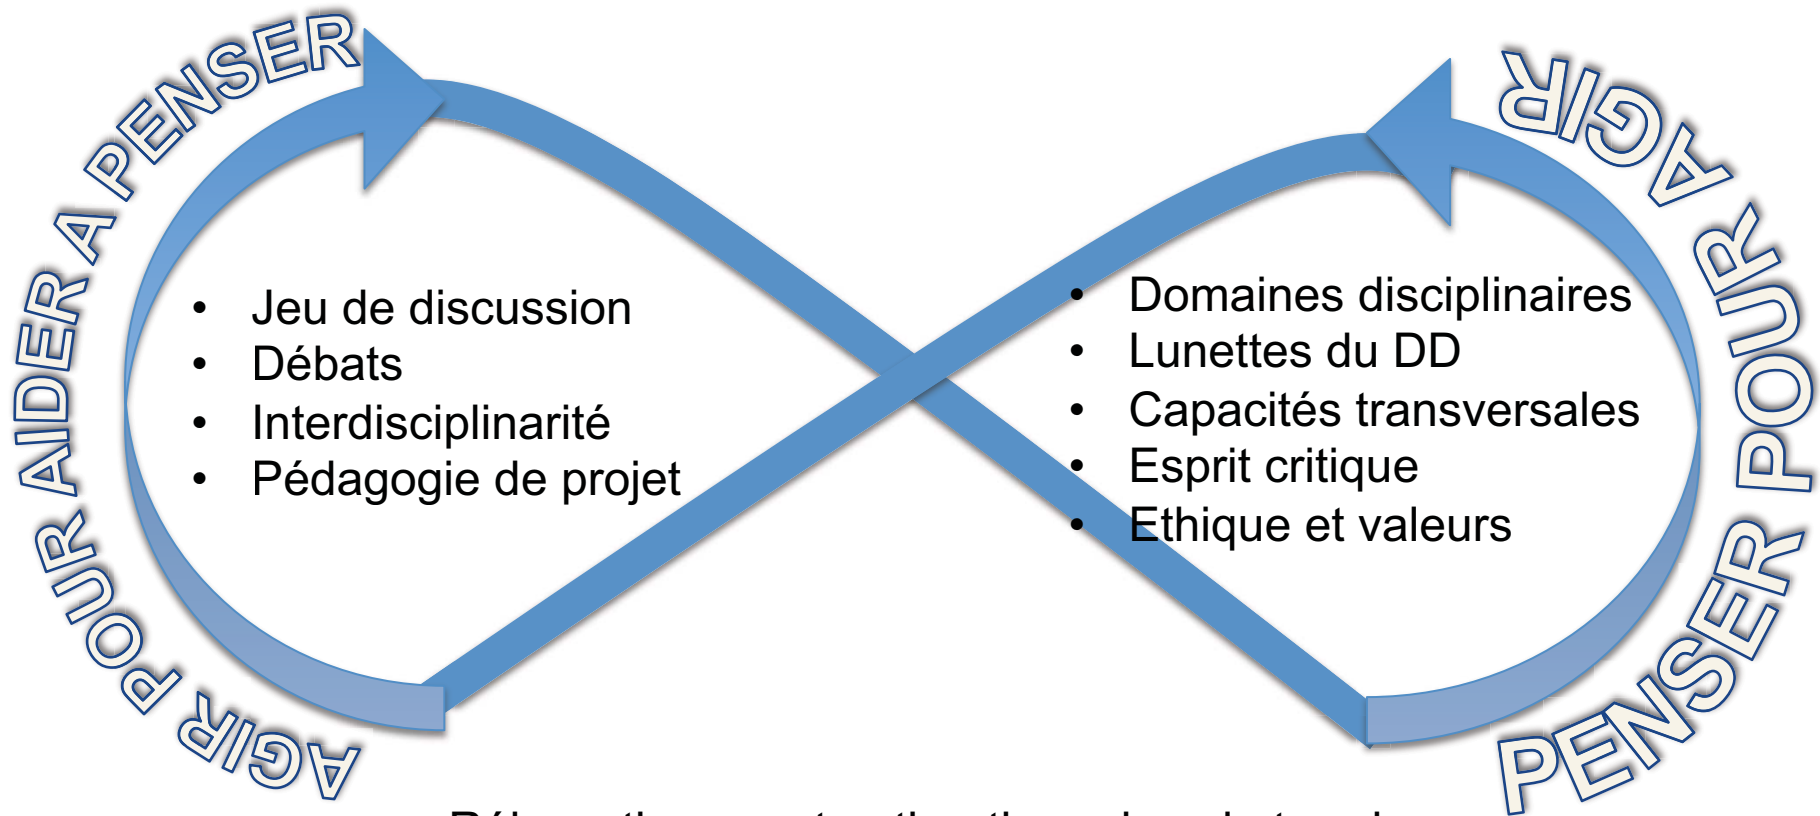 AGIR POUR AIDER A PENSER
• Jeu de discussion
• Débats
• Interdisciplinarité
• Pédagogie de projet
PENSER POUR AGIR
• Domaines disciplinaires
• Lunettes du DD
• Capacités transversales
• Esprit critique
• Ethique et valeurs